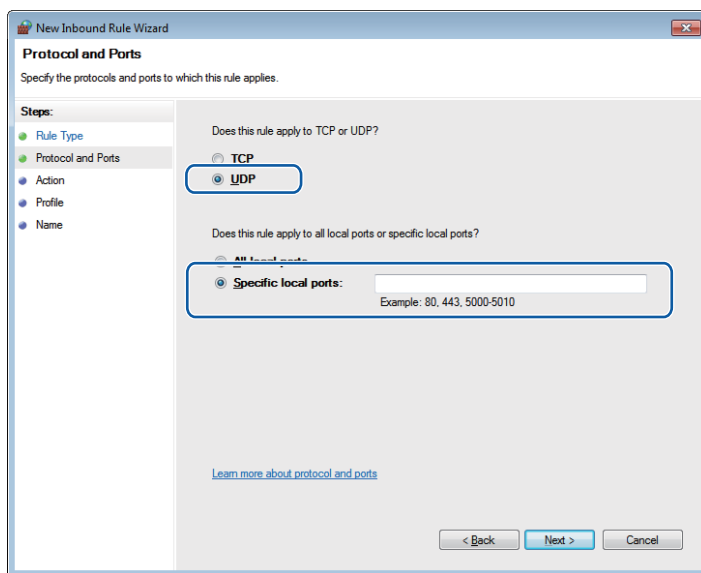 New Inbound Rule Wizard
Protocol and Ports
Specify the protocols and ports to which this rule applies.
Steps:
Rule Type
Protocol and Ports
Action
Profile
Name
Does this rule apply to TCP or UDP?
TCP
UDP
Does this rule apply to all local ports or specific local ports?
All local ports
Specific local ports:
Example: 80, 443, 5000-5010
Learn more about protocol and ports
< Back
Next >
Cancel